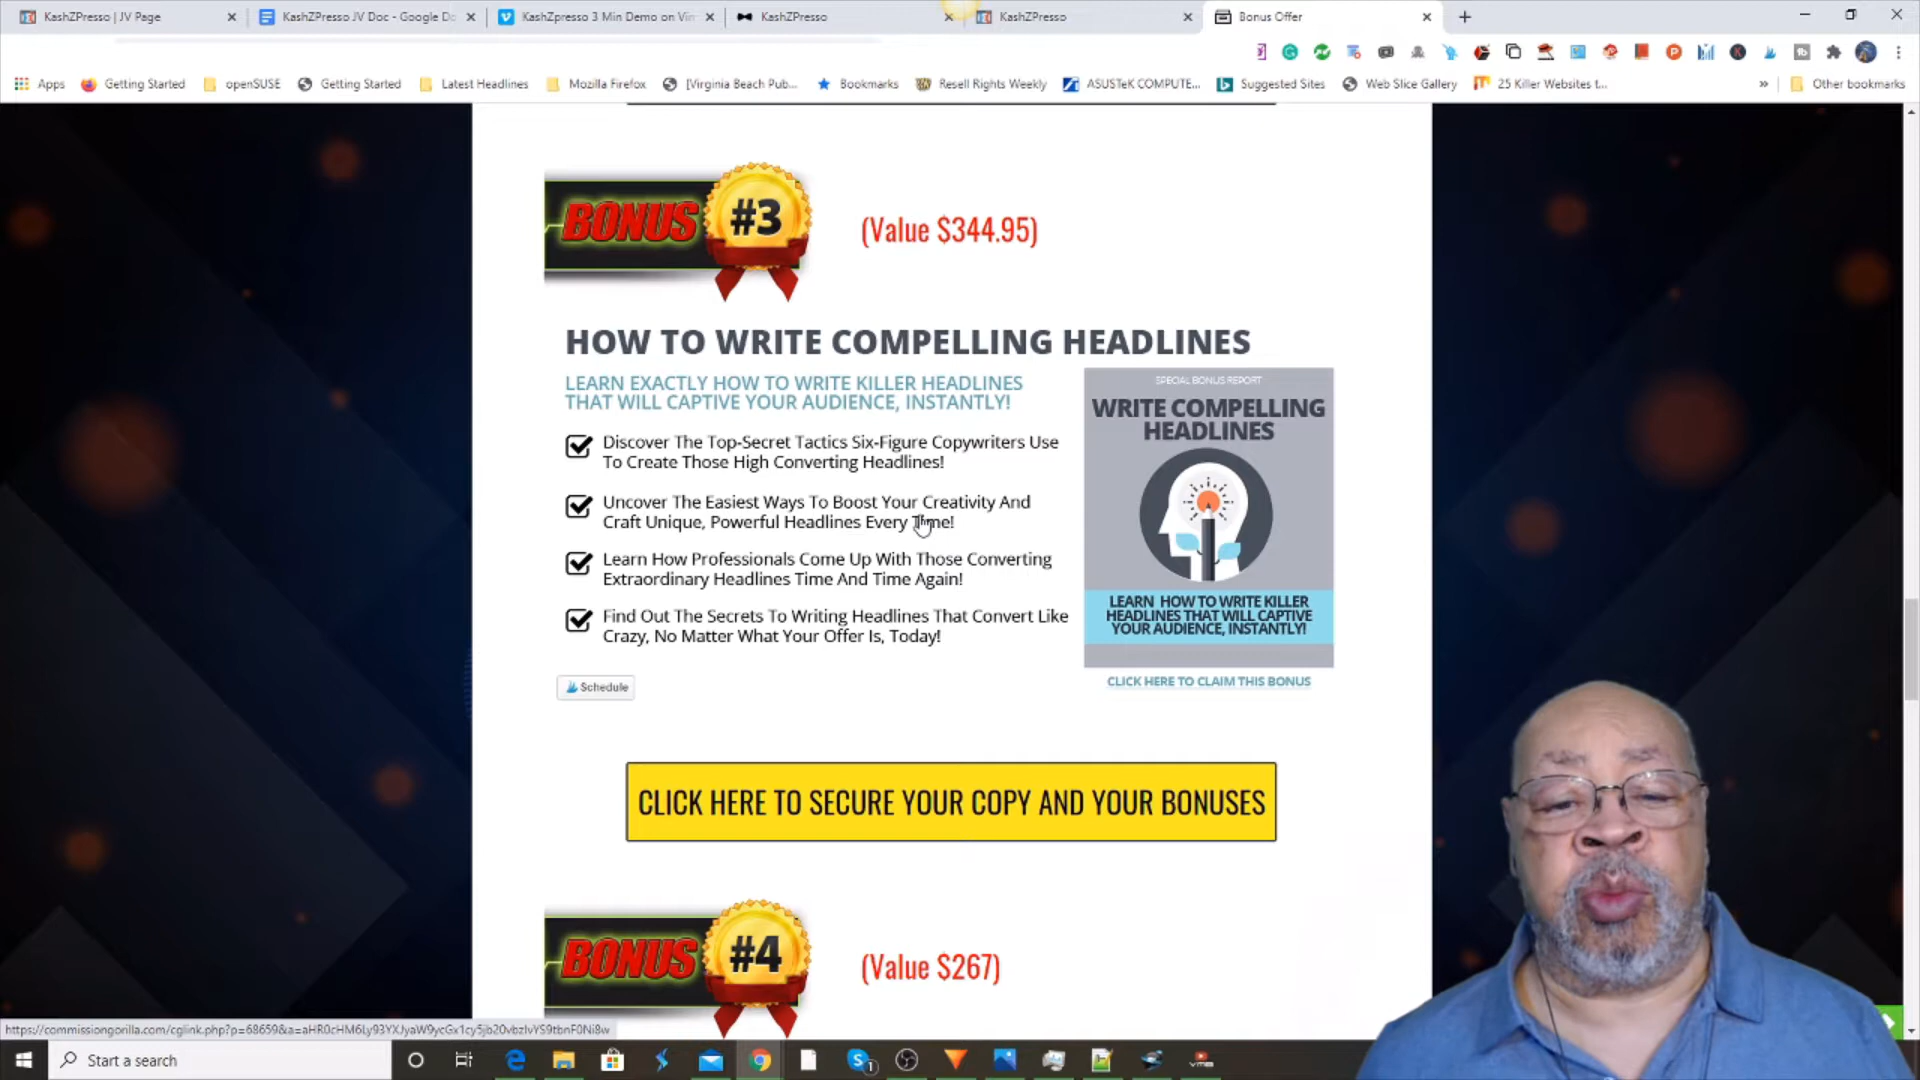 KashZPresso | JV Page
KashZPresso JV Doc - Google Do
KashZpresso 3 Min Demo on Vim
KashZPresso
KashZPresso
Bonus Offer
Apps
Getting Started
openSUSE
Getting Started
Latest Headlines
Mozilla Firefox
[Virginia Beach Pub...
Bookmarks
Resell Rights Weekly
ASUSTeK COMPUTE...
Suggested Sites
Web Slice Gallery
25 Killer Websites t...
»
Other bookmarks
BONUS #3
(Value $344.95)
HOW TO WRITE COMPELLING HEADLINES
LEARN EXACTLY HOW TO WRITE KILLER HEADLINES
THAT WILL CAPTIVE YOUR AUDIENCE, INSTANTLY!
Discover The Top-Secret Tactics Six-Figure Copywriters Use
To Create Those High Converting Headlines!
Uncover The Easiest Ways To Boost Your Creativity And
Craft Unique, Powerful Headlines Every Time!
Learn How Professionals Come Up With Those Converting
Extraordinary Headlines Time And Time Again!
Find Out The Secrets To Writing Headlines That Convert Like
Crazy, No Matter What Your Offer Is, Today!
Schedule
SPECIAL BONUS REPORT
WRITE COMPELLING
HEADLINES
LEARN HOW TO WRITE KILLER
HEADLINES THAT WILL CAPTIVE
YOUR AUDIENCE, INSTANTLY!
CLICK HERE TO CLAIM THIS BONUS
CLICK HERE TO SECURE YOUR COPY AND YOUR BONUSES
BONUS #4
(Value $267)
Start a search